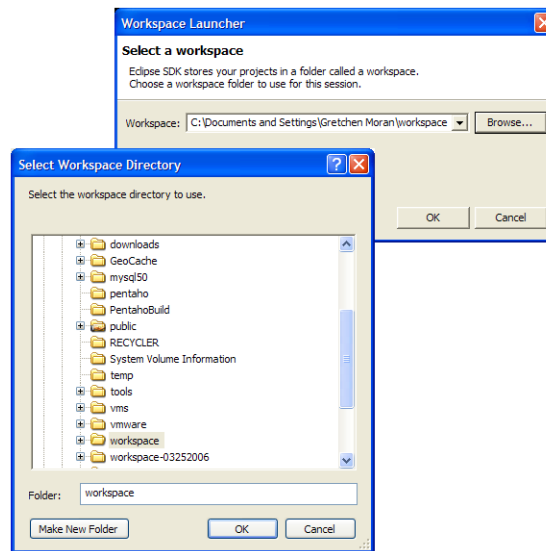 Workspace Launcher
Select a workspace
Eclipse SDK stores your projects in a folder called a workspace.
Choose a workspace folder to use for this session.
Workspace: C:\Documents and Settings\Gretchen Moran\workspace Browse...
OK Cancel
Select Workspace Directory
Select the workspace directory to use.
downloads
GeoCache
mysql50
pentaho
PentahoBuild
public
RECYCLER
System Volume Information
temp
tools
vms
vmware
workspace
workspace-03252006
Folder: workspace
Make New Folder OK Cancel